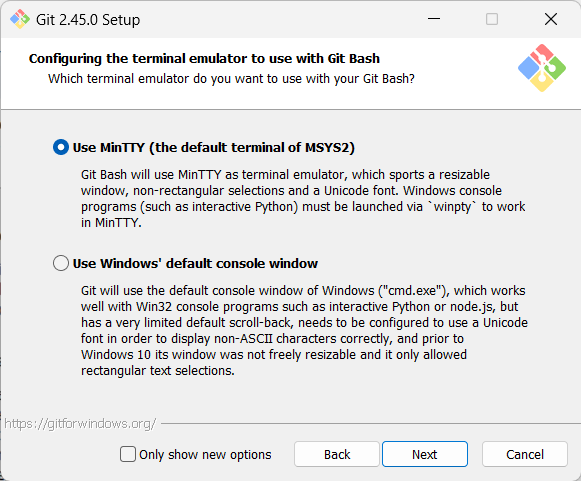 Git 2.45.0 Setup
Configuring the terminal emulator to use with Git Bash
Which terminal emulator do you want to use with your Git Bash?
Use MinTTY (the default terminal of MSYS2)
Git Bash will use MinTTY as terminal emulator, which sports a resizable
window, non-rectangular selections and a Unicode font. Windows console
programs (such as interactive Python) must be launched via `winpty` to work
in MinTTY.
Use Windows' default console window
Git will use the default console window of Windows ("cmd.exe"), which works
well with Win32 console programs such as interactive Python or node.js, but
has a very limited default scroll-back, needs to be configured to use a Unicode
font in order to display non-ASCII characters correctly, and prior to
Windows 10 its window was not freely resizable and it only allowed
rectangular text selections.
https://gitforwindows.org/
Only show new options
Back
Next
Cancel